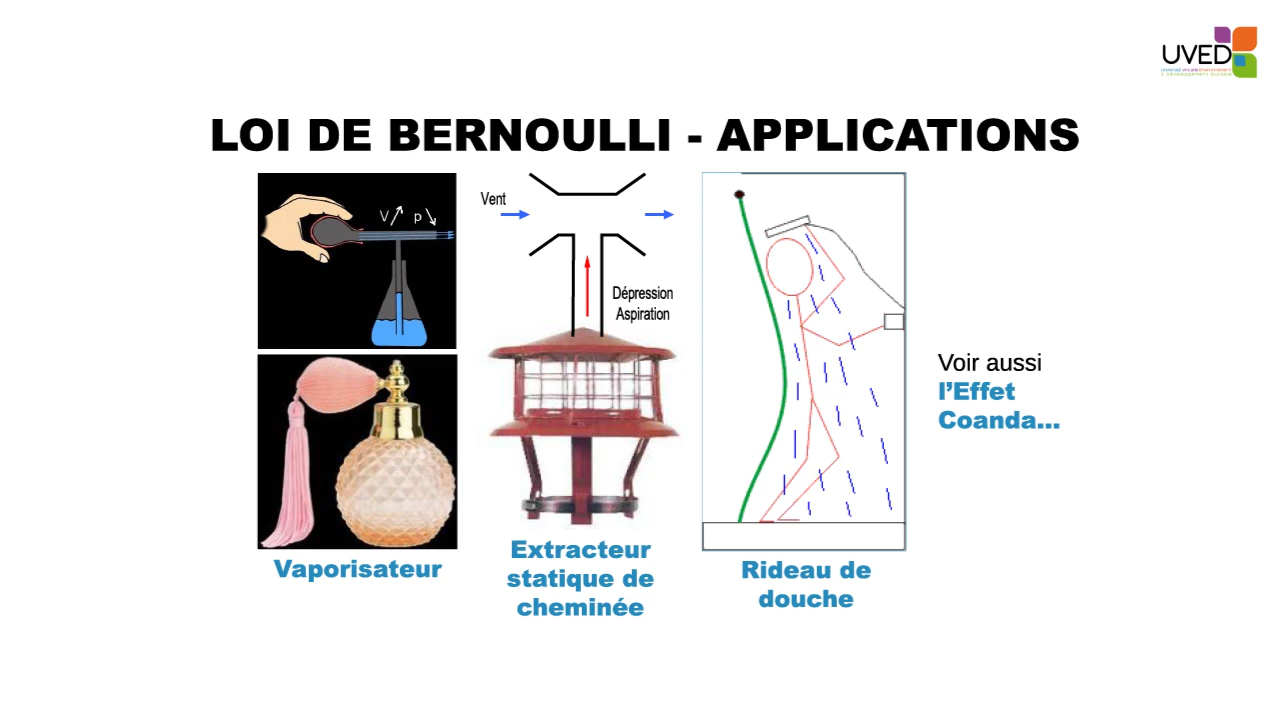 UVED
LOI DE BERNOULLI - APPLICATIONS
V p
Vent
Dépression
Aspiration
Voir aussi
l'Effet
Coanda...
Vaporisateur
Extracteur
statique de
cheminée
Rideau de
douche